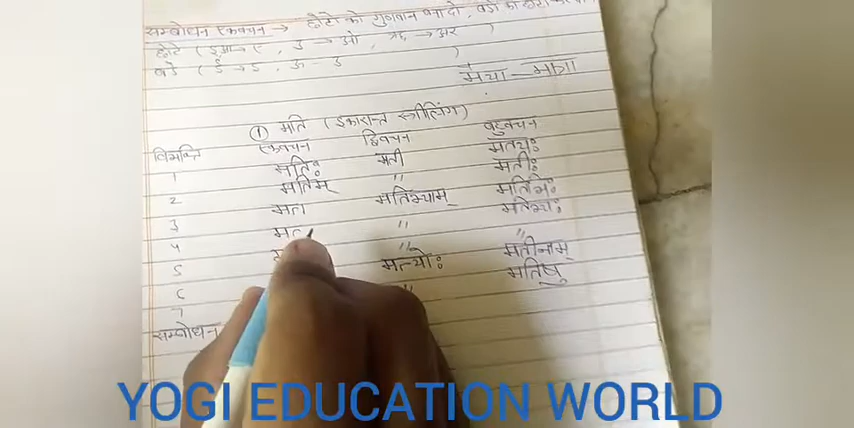 सम्बोधन एकवचन → छोटो को गुणवान बना दो, बडो को
छोटे (इ→ए, उ→ओ, ऋ→अर )
बडे (ई→इ, ऊ-उ )
① मति (इकारान्त स्त्रीलिंग)
विभक्ति एकवचन द्विवचन बहुवचन
1 मतिः मती मतयः
2 मतिम् " मतीः
3 मत मतिभ्याम् मतिभिः
4 मत " मतिभ्यः
5 " "
6 मत्योः मतीनाम्
7 " मतिषु
सम्बोधन
YOGI EDUCATION WORLD